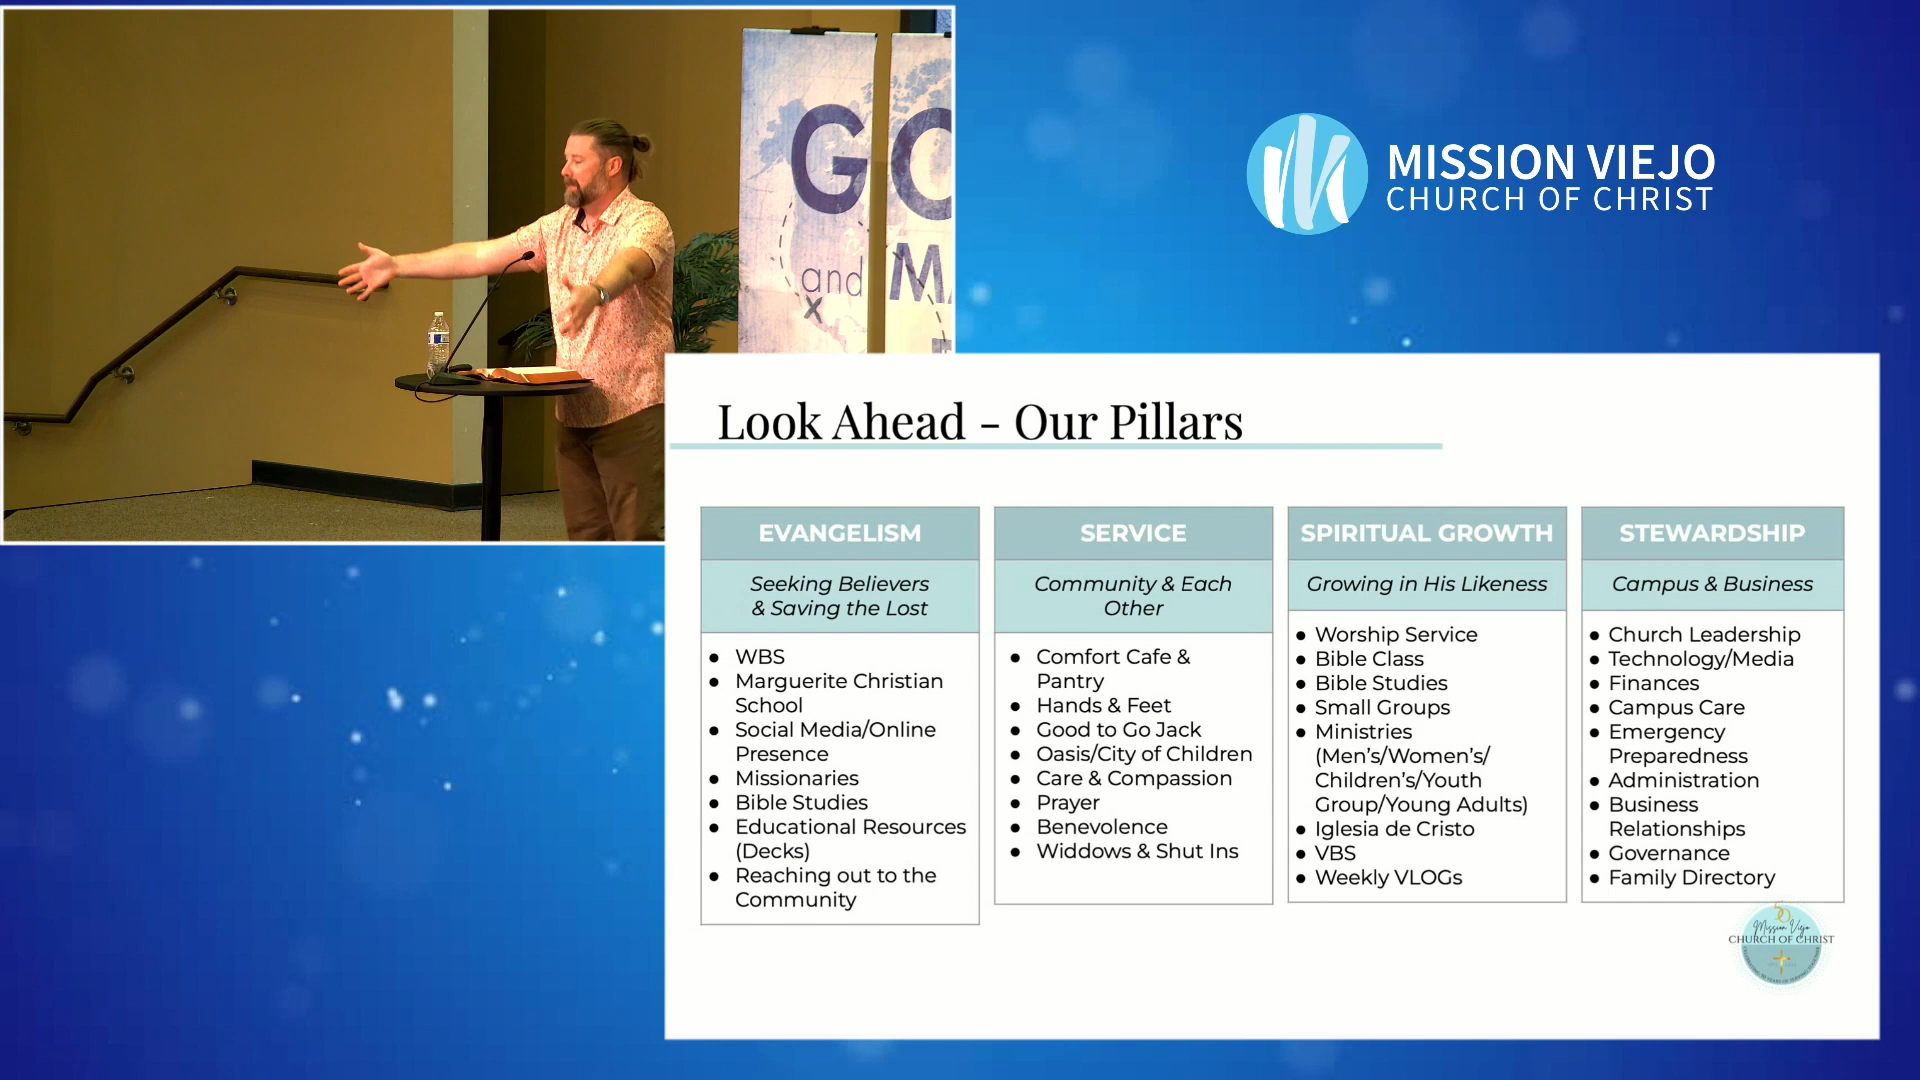 GO
and MA
MISSION VIEJO
CHURCH OF CHRIST
Look Ahead – Our Pillars
EVANGELISM
Seeking Believers
& Saving the Lost
● WBS
● Marguerite Christian
School
● Social Media/Online
Presence
● Missionaries
● Bible Studies
● Educational Resources
(Decks)
● Reaching out to the
Community
SERVICE
Community & Each
Other
● Comfort Cafe &
Pantry
● Hands & Feet
● Good to Go Jack
● Oasis/City of Children
● Care & Compassion
● Prayer
● Benevolence
● Widdows & Shut Ins
SPIRITUAL GROWTH
Growing in His Likeness
● Worship Service
● Bible Class
● Bible Studies
● Small Groups
● Ministries
(Men's/Women's/
Children's/Youth
Group/Young Adults)
● Iglesia de Cristo
● VBS
● Weekly VLOGs
STEWARDSHIP
Campus & Business
● Church Leadership
● Technology/Media
● Finances
● Campus Care
● Emergency
Preparedness
● Administration
● Business
Relationships
● Governance
● Family Directory
50
Mission Viejo
CHURCH OF CHRIST